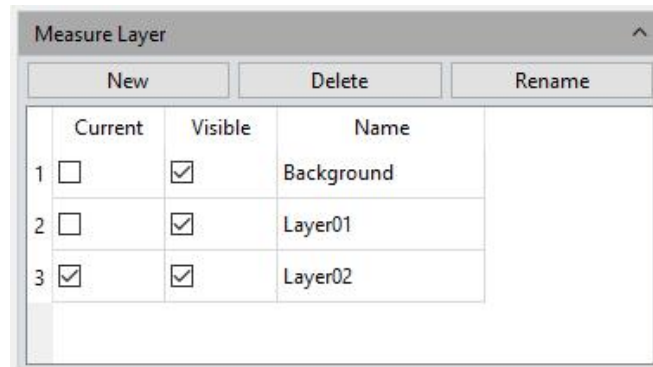 Measure Layer
New Delete Rename
Current Visible Name
1 Background
2 Layer01
3 Layer02